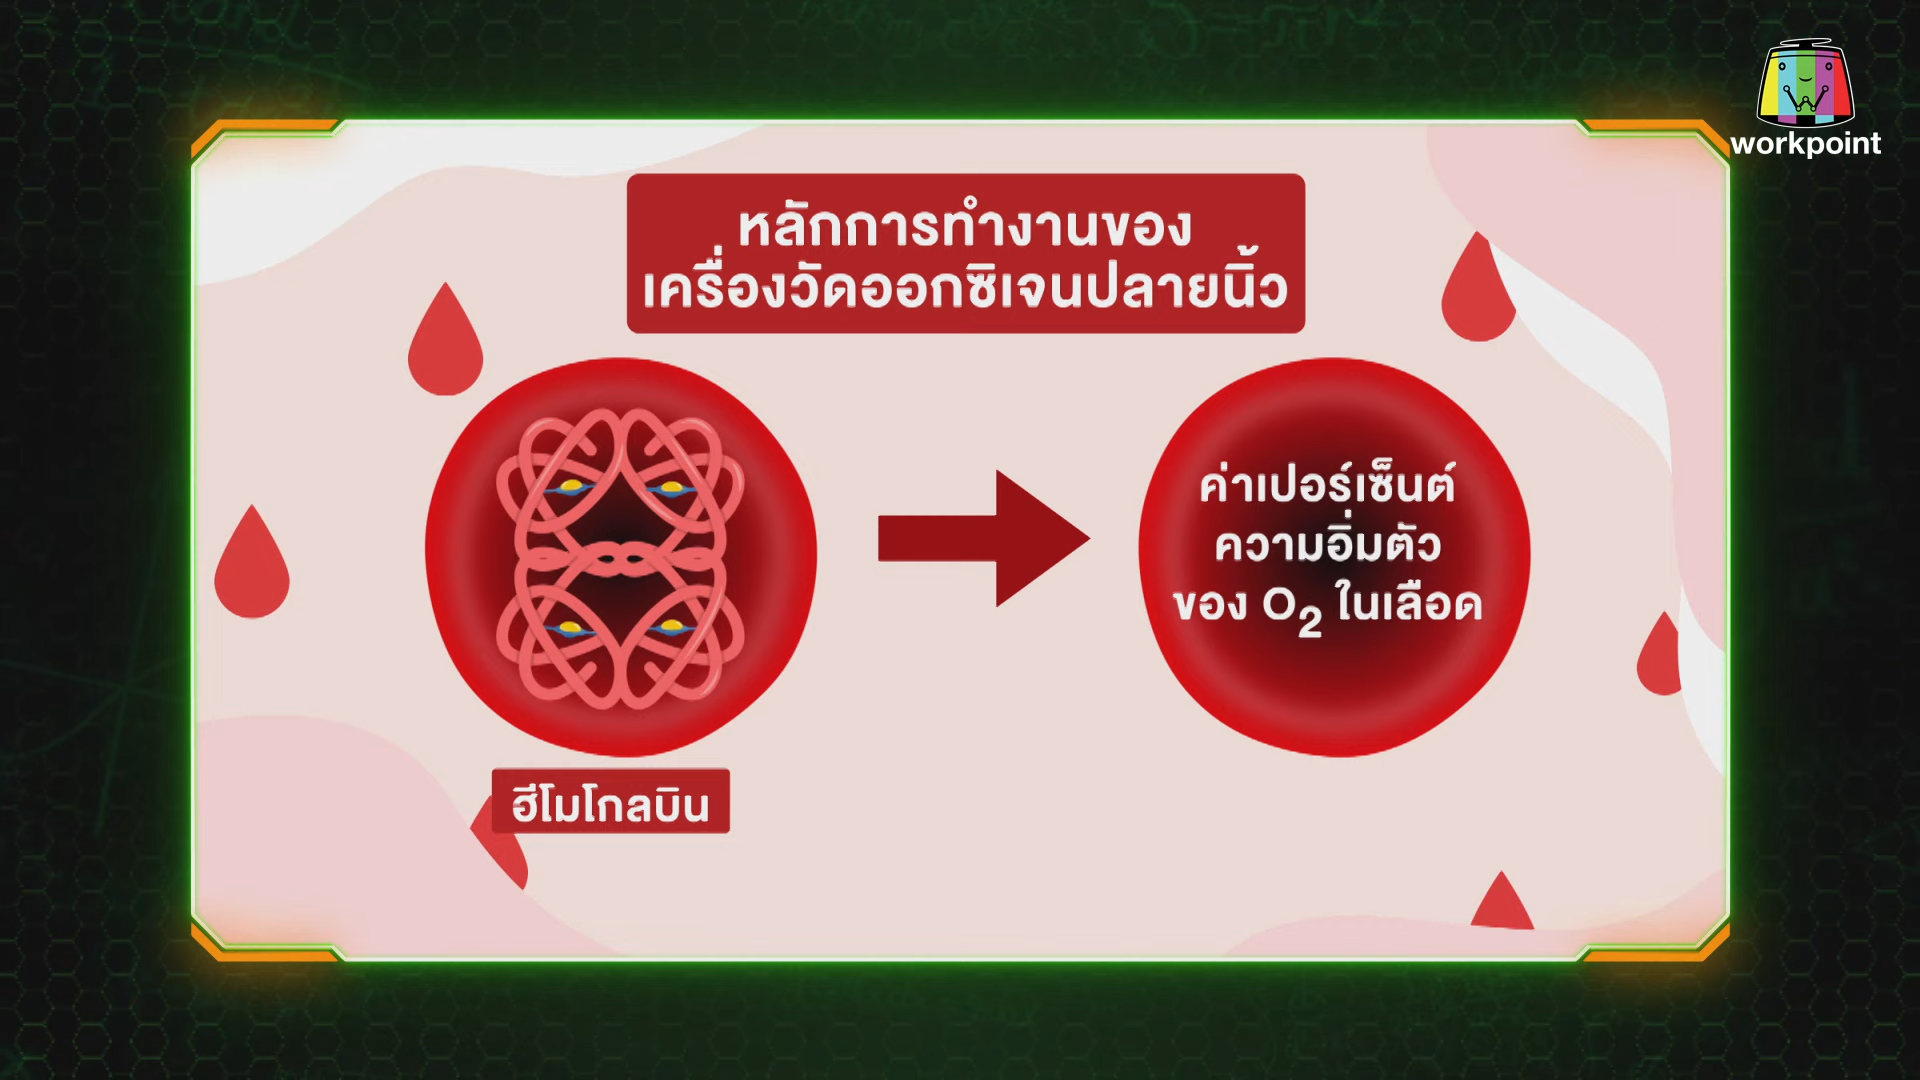 workpoint
หลักการทำงานของ
เครื่องวัดออกซิเจนปลายนิ้ว
ค่าเปอร์เซ็นต์
ความอิ่มตัว
ของ O₂ ในเลือด
ฮีโมโกลบิน